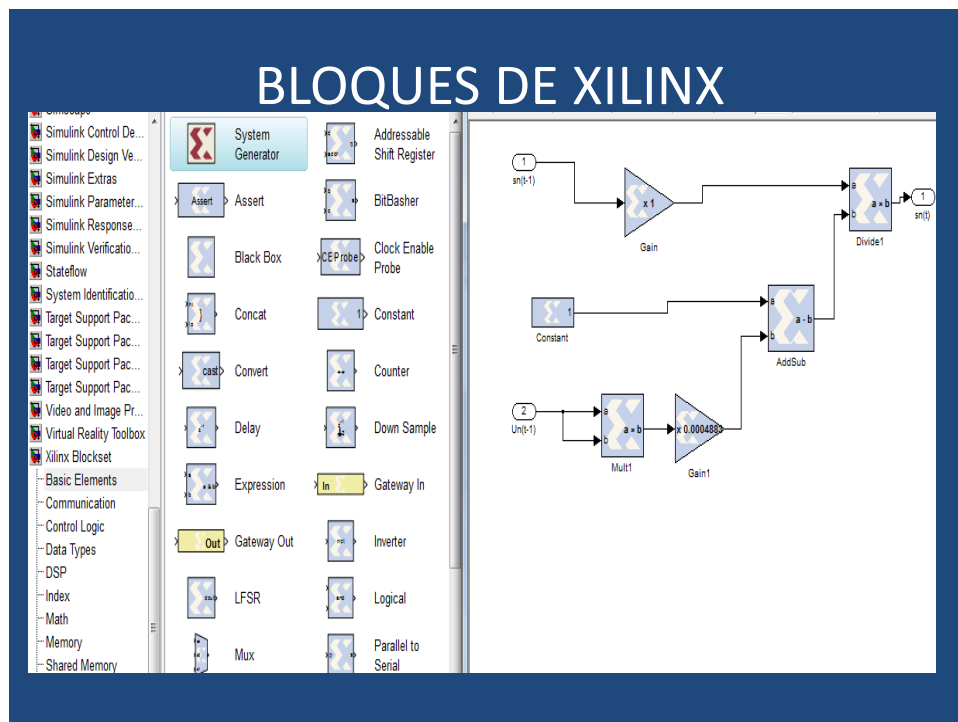 BLOQUES DE XILINX
Simulink Control De...
Simulink Design Ve...
Simulink Extras
Simulink Parameter...
Simulink Response...
Simulink Verificatio...
Stateflow
System Identificatio...
Target Support Pac...
Target Support Pac...
Target Support Pac...
Target Support Pac...
Video and Image Pr...
Virtual Reality Toolbox
Xilinx Blockset
Basic Elements
Communication
Control Logic
Data Types
DSP
Index
Math
Memory
Shared Memory
System
Generator
Addressable
Shift Register
Assert
Assert
BitBasher
Black Box
CEProbe
Clock Enable
Probe
Concat
1
Constant
cast
Convert
Counter
Delay
Down Sample
Expression
In
Gateway In
Out
Gateway Out
not
Inverter
dout
LFSR
and
Logical
Mux
Parallel to
Serial
1
sn(t-1)
x 1
Gain
a
b
a × b
Divide1
1
sn(t)
1
Constant
a
b
a - b
AddSub
2
Un(t-1)
a
b
a × b
Mult1
x 0.0004883
Gain1